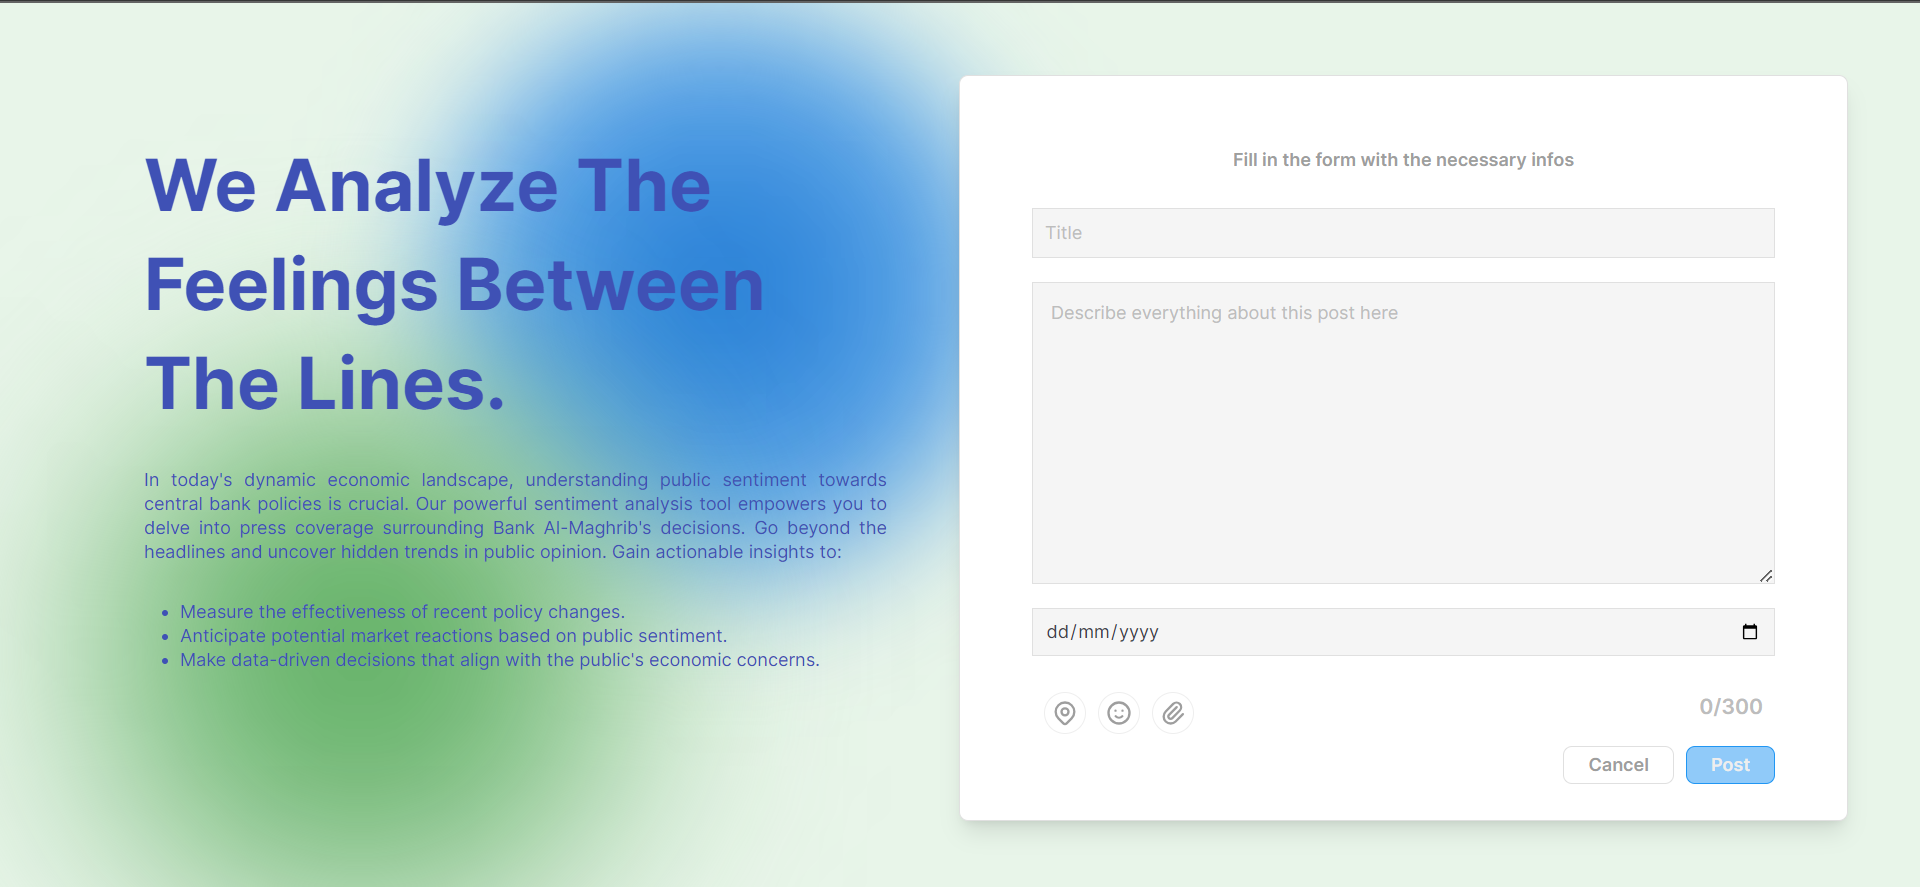 We Analyze The
Feelings Between
The Lines.
In today's dynamic economic landscape, understanding public sentiment towards
central bank policies is crucial. Our powerful sentiment analysis tool empowers you to
delve into press coverage surrounding Bank Al-Maghrib's decisions. Go beyond the
headlines and uncover hidden trends in public opinion. Gain actionable insights to:
• Measure the effectiveness of recent policy changes.
• Anticipate potential market reactions based on public sentiment.
• Make data-driven decisions that align with the public's economic concerns.
Fill in the form with the necessary infos
Title
Describe everything about this post here
dd/mm/yyyy
0/300
Cancel
Post